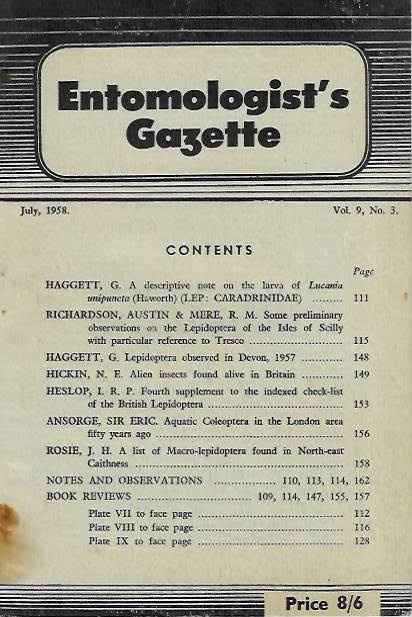 Entomologist's
Gazette
July, 1958. Vol. 9, No. 3.
CONTENTS
Page
HAGGETT, G. A descriptive note on the larva of Lucania
unipuncta (Haworth) (LEP: CARADRINIDAE) .......... 111
RICHARDSON, AUSTIN & MERE, R. M. Some preliminary
observations on the Lepidoptera of the Isles of Scilly
with particular reference to Tresco .......... 115
HAGGETT, G. Lepidoptera observed in Devon, 1957 .......... 148
HICKIN, N. E. Alien insects found alive in Britain .......... 149
HESLOP, I. R. P. Fourth supplement to the indexed check-list
of the British Lepidoptera .......... 153
ANSORGE, SIR ERIC. Aquatic Coleoptera in the London area
fifty years ago .......... 156
ROSIE, J. H. A list of Macro-lepidoptera found in North-east
Caithness .......... 158
NOTES AND OBSERVATIONS .......... 110, 113, 114, 162
BOOK REVIEWS .......... 109, 114, 147, 155, 157
Plate VII to face page .......... 112
Plate VIII to face page .......... 116
Plate IX to face page .......... 128
Price 8/6